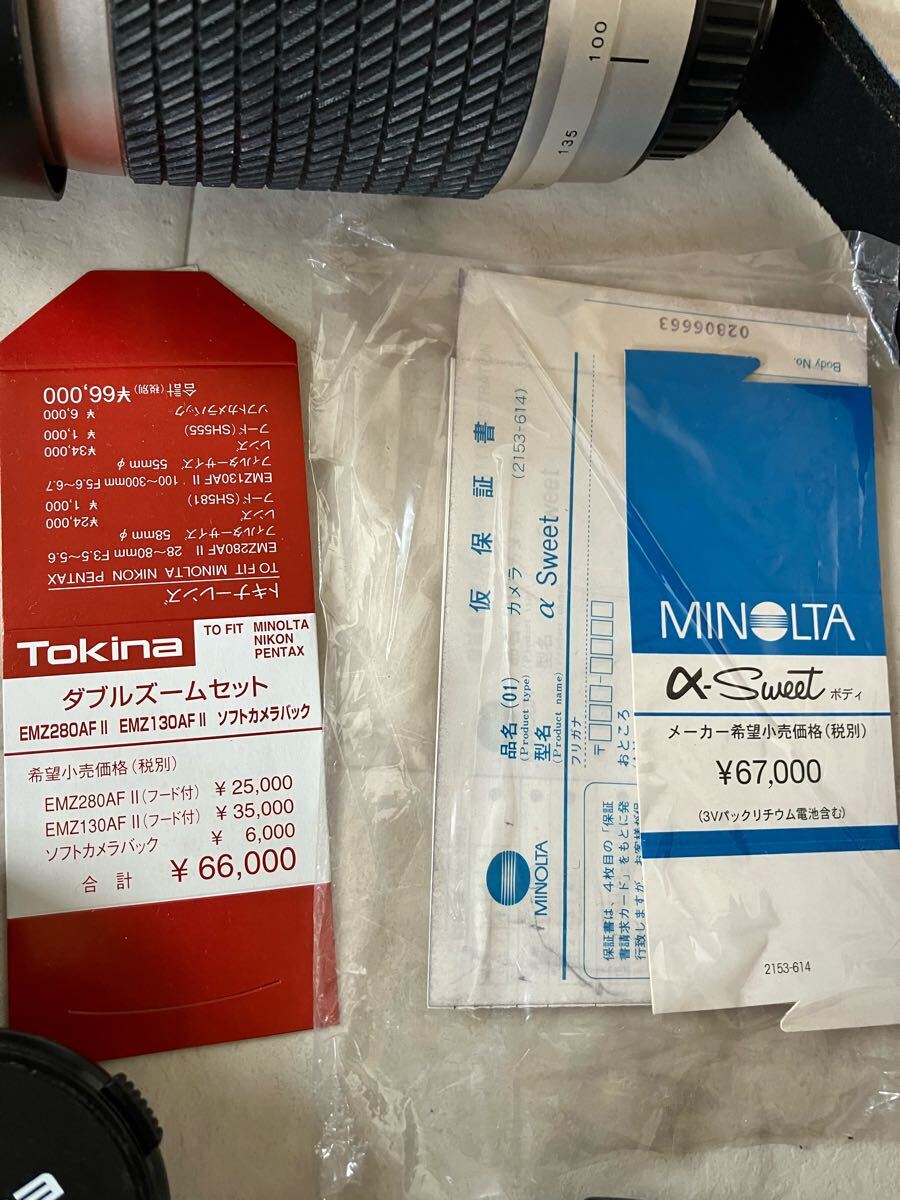 100
135
トキナーレンズ
TO FIT MINOLTA NIKON PENTAX
EMZ280AF II 28〜80mm F3.5〜5.6
フィルターサイズ 58mm φ
レンズ ¥24,000
フード(SH581) ¥ 1,000
EMZ130AF II 100〜300mm F5.6〜6.7
フィルターサイズ 55mm φ
レンズ ¥34,000
フード(SH555) ¥ 1,000
ソフトカメラバック ¥ 6,000
合計(税別)¥66,000
Tokina
TO FIT MINOLTA
NIKON
PENTAX
ダブルズームセット
EMZ280AF II EMZ130AF II ソフトカメラバック
希望小売価格(税別)
EMZ280AF II(フード付) ¥ 25,000
EMZ130AF II(フード付) ¥ 35,000
ソフトカメラバック ¥ 6,000
合計 ¥ 66,000
Body No.
02806663
仮保証書
品名 (01) カメラ (2153-614)
(Product type)
型名 α Sweet
(Product name)
フリガナ
〒
おところ
MINOLTA
保証書は、4枚目の「保証
書請求カード」をもとに発
行致しますが、お客様が保
MINOLTA
α-Sweet ボディ
メーカー希望小売価格(税別)
¥67,000
(3Vパックリチウム電池含む)
2153-614